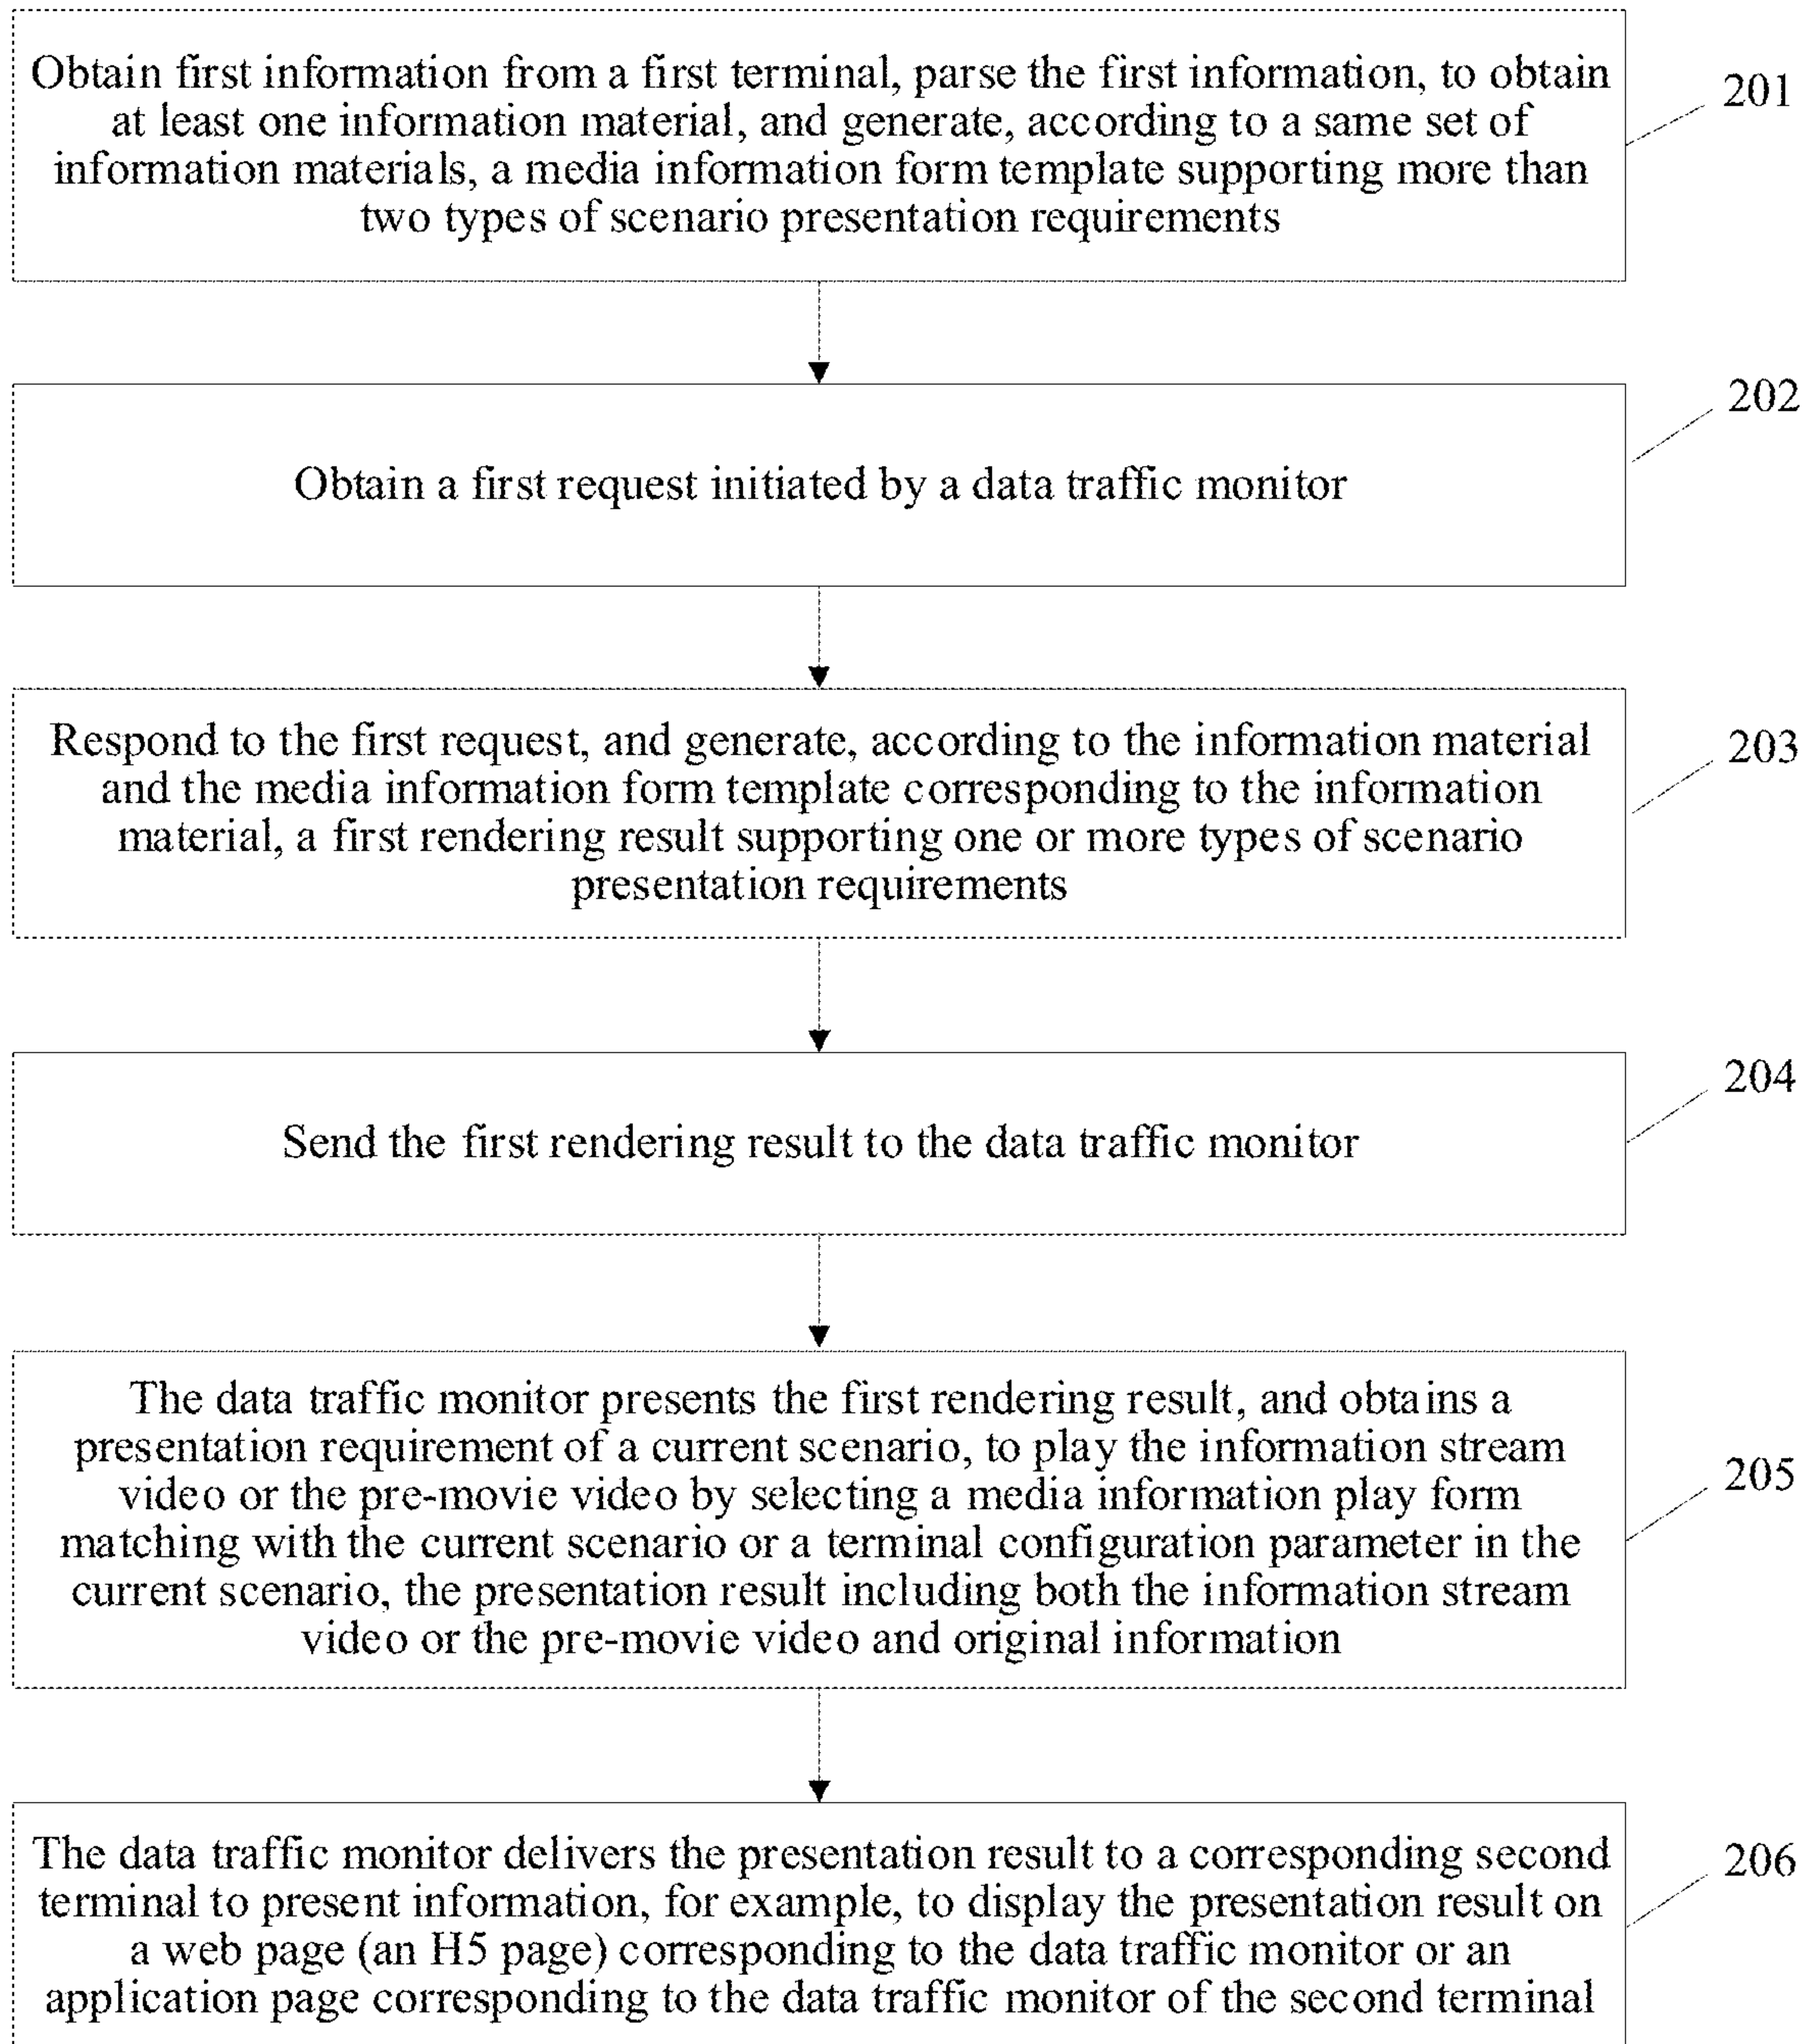 Obtain first information from a first terminal, parse the first information, to obtain
at least one information material, and generate, according to a same set of
information materials, a media information form template supporting more than
two types of scenario presentation requirements
201
202
Obtain a first request initiated by a data traffic monitor
Respond to the first request, and generate, according to the information material
and the media information form template corresponding to the information
material, a first rendering result supporting one or more types of scenario
presentation requirements
203
204
Send the first rendering result to the data traffic monitor
The data traffic monitor presents the first rendering result, and obtains a
presentation requirement of a current scenario, to play the information stream
video or the pre-movie video by selecting a media information play form
matching with the current scenario or a terminal configuration parameter in the
current scenario, the presentation result including both the information stream
video or the pre-movie video and original information
205
The data traffic monitor delivers the presentation result to a corresponding second
terminal to present information, for example, to display the presentation result on
a web page (an H5 page) corresponding to the data traffic monitor or an
application page corresponding to the data traffic monitor of the second terminal
206